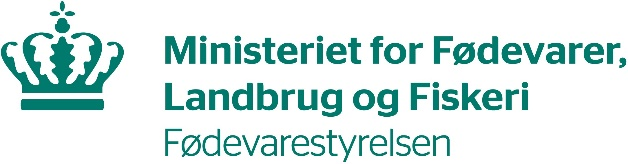 Ministeriet for Fødevarer,
Landbrug og Fiskeri
Fødevarestyrelsen